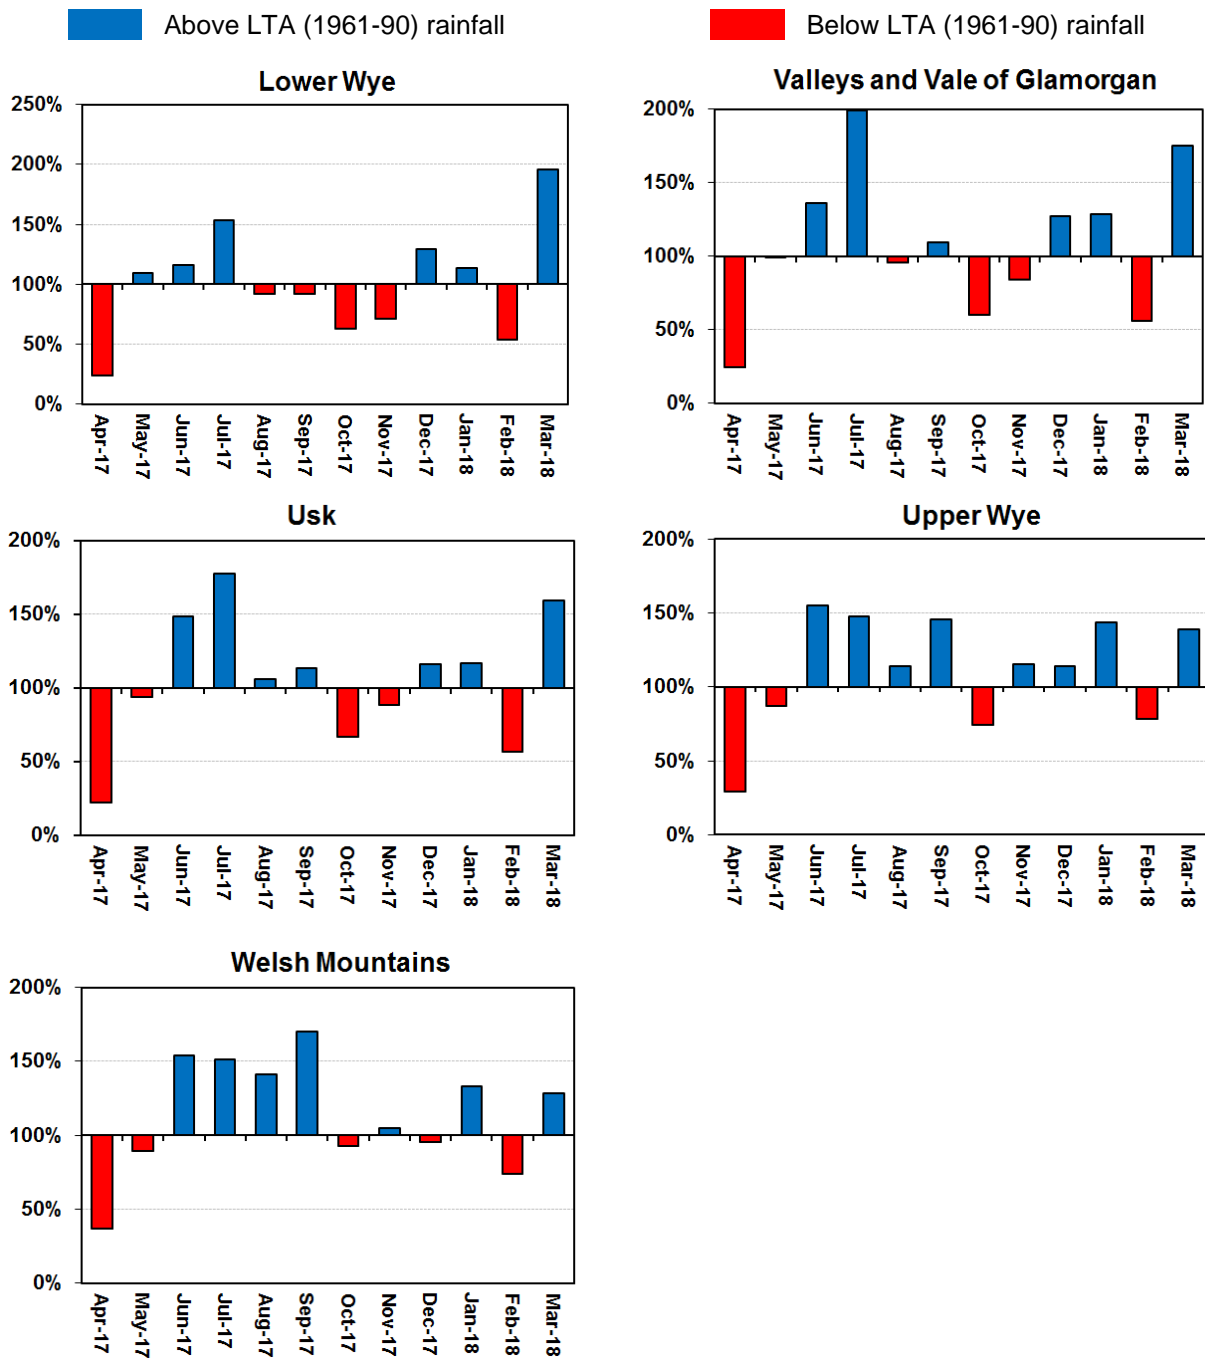 Above LTA (1961-90) rainfall
Below LTA (1961-90) rainfall
Lower Wye
250%
200%
150%
100%
50%
0%
Apr-17
May-17
Jun-17
Jul-17
Aug-17
Sep-17
Oct-17
Nov-17
Dec-17
Jan-18
Feb-18
Mar-18
Valleys and Vale of Glamorgan
200%
150%
100%
50%
0%
Apr-17
May-17
Jun-17
Jul-17
Aug-17
Sep-17
Oct-17
Nov-17
Dec-17
Jan-18
Feb-18
Mar-18
Usk
200%
150%
100%
50%
0%
Apr-17
May-17
Jun-17
Jul-17
Aug-17
Sep-17
Oct-17
Nov-17
Dec-17
Jan-18
Feb-18
Mar-18
Upper Wye
200%
150%
100%
50%
0%
Apr-17
May-17
Jun-17
Jul-17
Aug-17
Sep-17
Oct-17
Nov-17
Dec-17
Jan-18
Feb-18
Mar-18
Welsh Mountains
200%
150%
100%
50%
0%
Apr-17
May-17
Jun-17
Jul-17
Aug-17
Sep-17
Oct-17
Nov-17
Dec-17
Jan-18
Feb-18
Mar-18